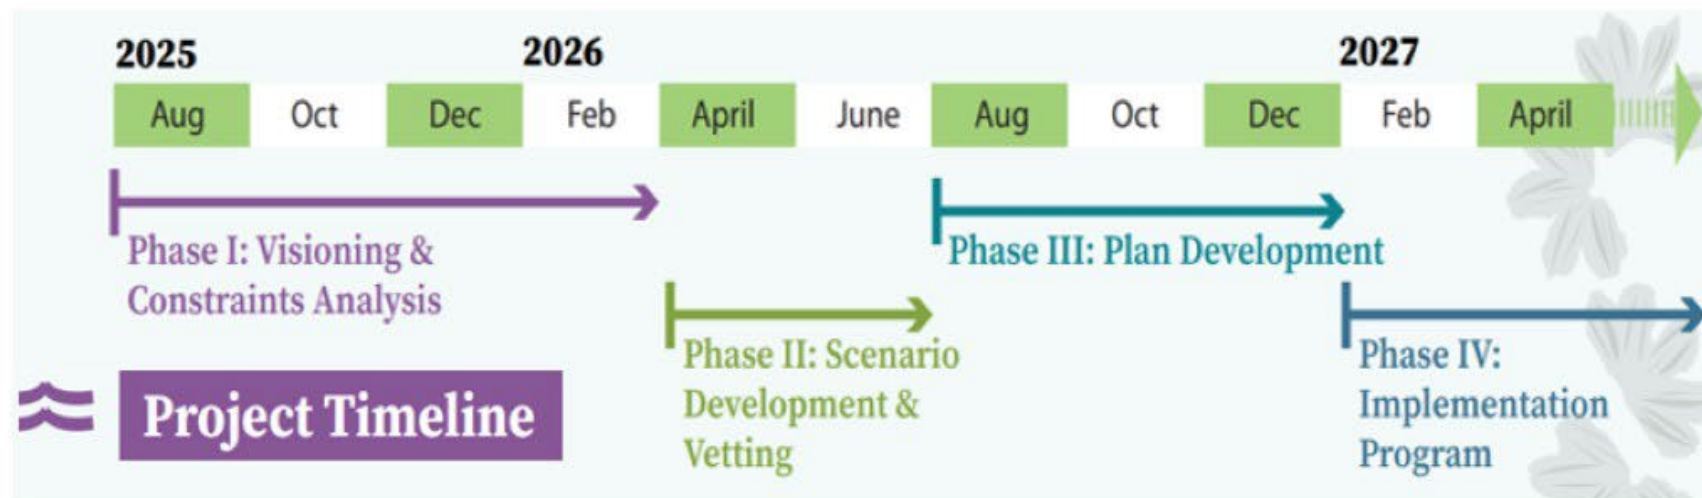 2025 2026 2027
Aug Oct Dec Feb April June Aug Oct Dec Feb April
Phase I: Visioning &
Constraints Analysis
Phase II: Scenario
Development &
Vetting
Phase III: Plan Development
Phase IV:
Implementation
Program
Project Timeline